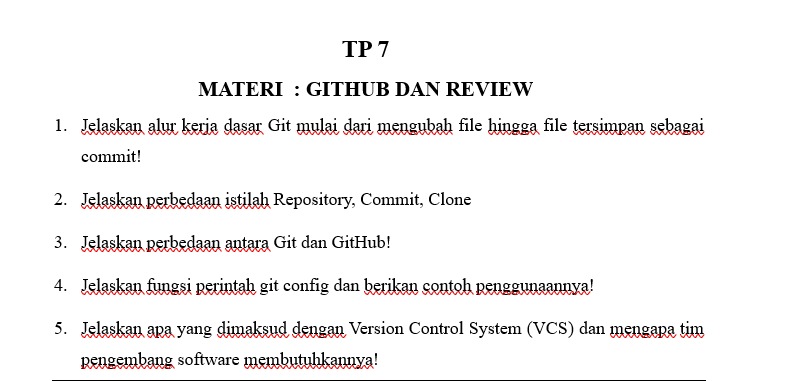 TP 7
MATERI : GITHUB DAN REVIEW
1. Jelaskan alur kerja dasar Git mulai dari mengubah file hingga file tersimpan sebagai
commit!
2. Jelaskan perbedaan istilah Repository, Commit, Clone
3. Jelaskan perbedaan antara Git dan GitHub!
4. Jelaskan fungsi perintah git config dan berikan contoh penggunaannya!
5. Jelaskan apa yang dimaksud dengan Version Control System (VCS) dan mengapa tim
pengembang software membutuhkannya!